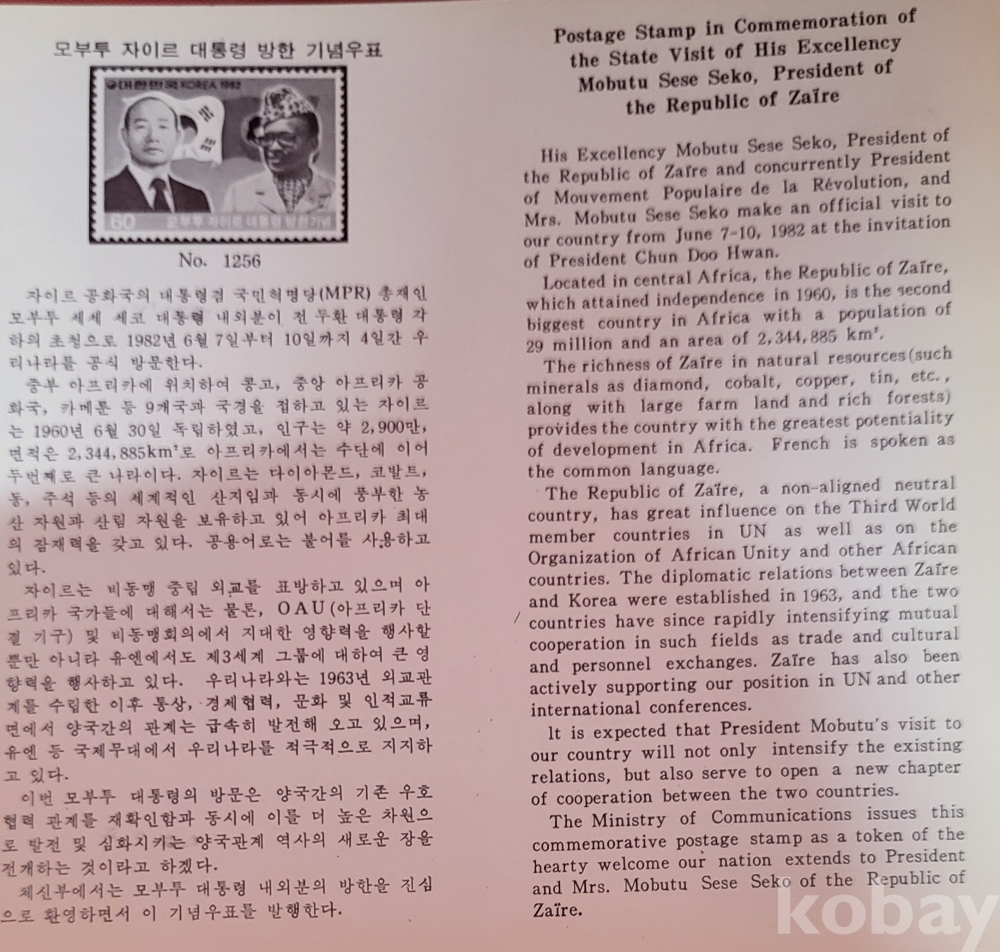 모부투 자이르 대통령 방한 기념우표
대한민국 KOREA 1982
60 모부투 자이르 대통령 방한기념
No. 1256
자이르 공화국의 대통령겸 국민혁명당(MPR) 총재인
모부투 세세 세코 대통령 내외분이 전 두환 대통령 각
하의 초청으로 1982년 6월 7일부터 10일까지 4일간 우
리나라를 공식 방문한다.
중부 아프리카에 위치하여 콩고, 중앙 아프리카 공
화국, 카메룬 등 9개국과 국경을 접하고 있는 자이르
는 1960년 6월 30일 독립하였고, 인구는 약 2,900만,
면적은 2,344,885km²로 아프리카에서는 수단에 이어
두번째로 큰 나라이다. 자이르는 다이아몬드, 코발트,
동, 주석 등의 세계적인 산지임과 동시에 풍부한 농
산 자원과 산림 자원을 보유하고 있어 아프리카 최대
의 잠재력을 갖고 있다. 공용어로는 불어를 사용하고
있다.
자이르는 비동맹 중립 외교를 표방하고 있으며 아
프리카 국가들에 대해서는 물론, OAU(아프리카 단
결 기구) 및 비동맹회의에서 지대한 영향력을 행사할
뿐만 아니라 유엔에서도 제3세계 그룹에 대하여 큰 영
향력을 행사하고 있다. 우리나라와는 1963년 외교관
계를 수립한 이후 통상, 경제협력, 문화 및 인적교류
면에서 양국간의 관계는 급속히 발전해 오고 있으며,
유엔 등 국제무대에서 우리나라를 적극적으로 지지하
고 있다.
이번 모부투 대통령의 방문은 양국간의 기존 우호
협력 관계를 재확인함과 동시에 이를 더 높은 차원으
로 발전 및 심화시키는 양국관계 역사의 새로운 장을
전개하는 것이라고 하겠다.
체신부에서는 모부투 대통령 내외분의 방한을 진심
으로 환영하면서 이 기념우표를 발행한다.
Postage Stamp in Commemoration of
the State Visit of His Excellency
Mobutu Sese Seko, President of
the Republic of Zaïre
His Excellency Mobutu Sese Seko, President of
the Republic of Zaïre and concurrently President
of Mouvement Populaire de la Révolution, and
Mrs. Mobutu Sese Seko make an official visit to
our country from June 7-10, 1982 at the invitation
of President Chun Doo Hwan.
Located in central Africa, the Republic of Zaïre,
which attained independence in 1960, is the second
biggest country in Africa with a population of
29 million and an area of 2,344,885 km².
The richness of Zaïre in natural resources(such
minerals as diamond, cobalt, copper, tin, etc.,
along with large farm land and rich forests)
provides the country with the greatest potentiality
of development in Africa. French is spoken as
the common language.
The Republic of Zaïre, a non-aligned neutral
country, has great influence on the Third World
member countries in UN as well as on the
Organization of African Unity and other African
countries. The diplomatic relations between Zaïre
and Korea were established in 1963, and the two
countries have since rapidly intensifying mutual
cooperation in such fields as trade and cultural
and personnel exchanges. Zaïre has also been
actively supporting our position in UN and other
international conferences.
It is expected that President Mobutu's visit to
our country will not only intensify the existing
relations, but also serve to open a new chapter
of cooperation between the two countries.
The Ministry of Communications issues this
commemorative postage stamp as a token of the
hearty welcome our nation extends to President
and Mrs. Mobutu Sese Seko of the Republic of
Zaïre.
kobay